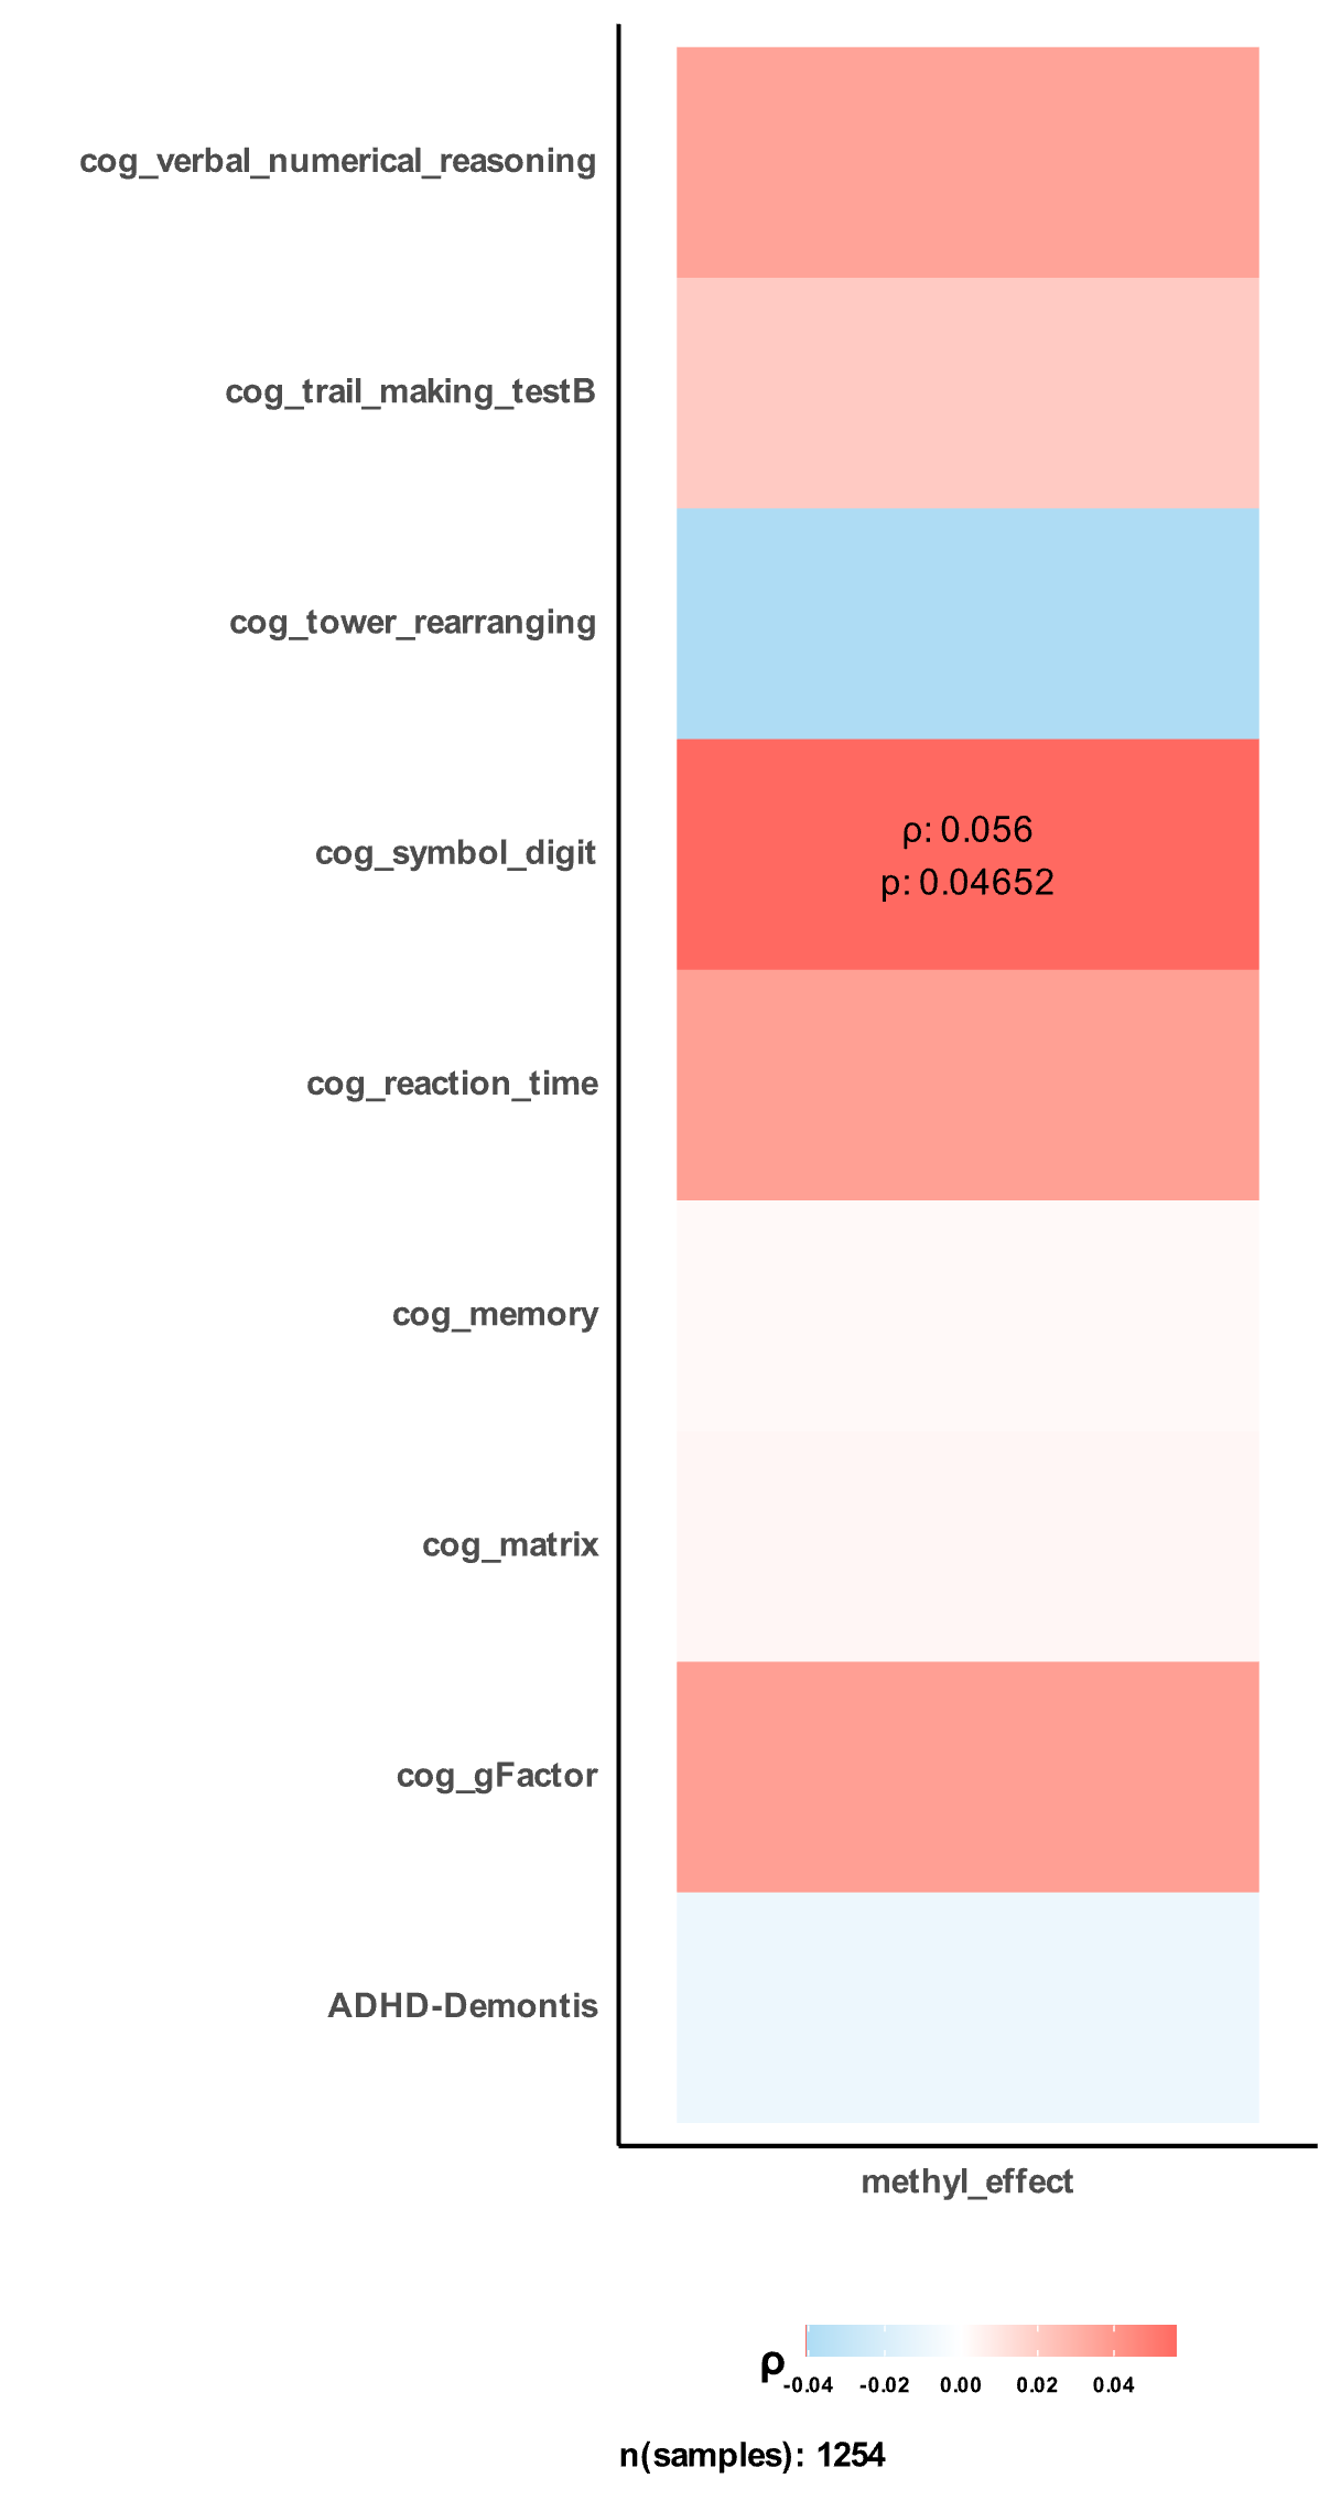 cog_verbal_numerical_reasoning
cog_trail_making_testB
cog_tower_rearranging
cog_symbol_digit
ρ: 0.056
p: 0.04652
cog_reaction_time
cog_memory
cog_matrix
cog_gFactor
ADHD-Demontis
methyl_effect
ρ
-0.04 -0.02 0.00 0.02 0.04
n(samples): 1254